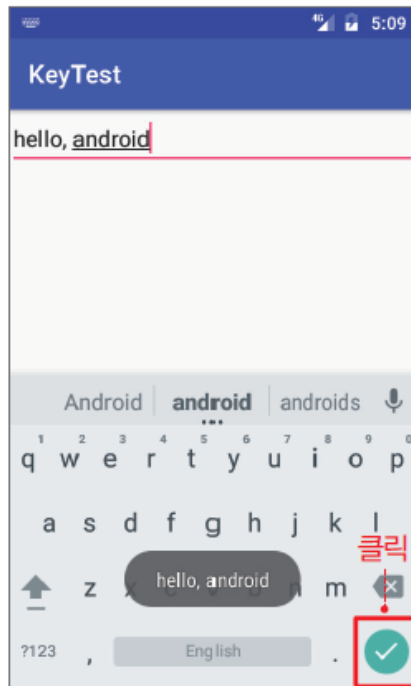 4G 5:09
KeyTest
hello, android
Android android androids
1 2 3 4 5 6 7 8 9 0
q w e r t y u i o p
a s d f g h j k l
클릭
z m
hello, android
?123 , English .